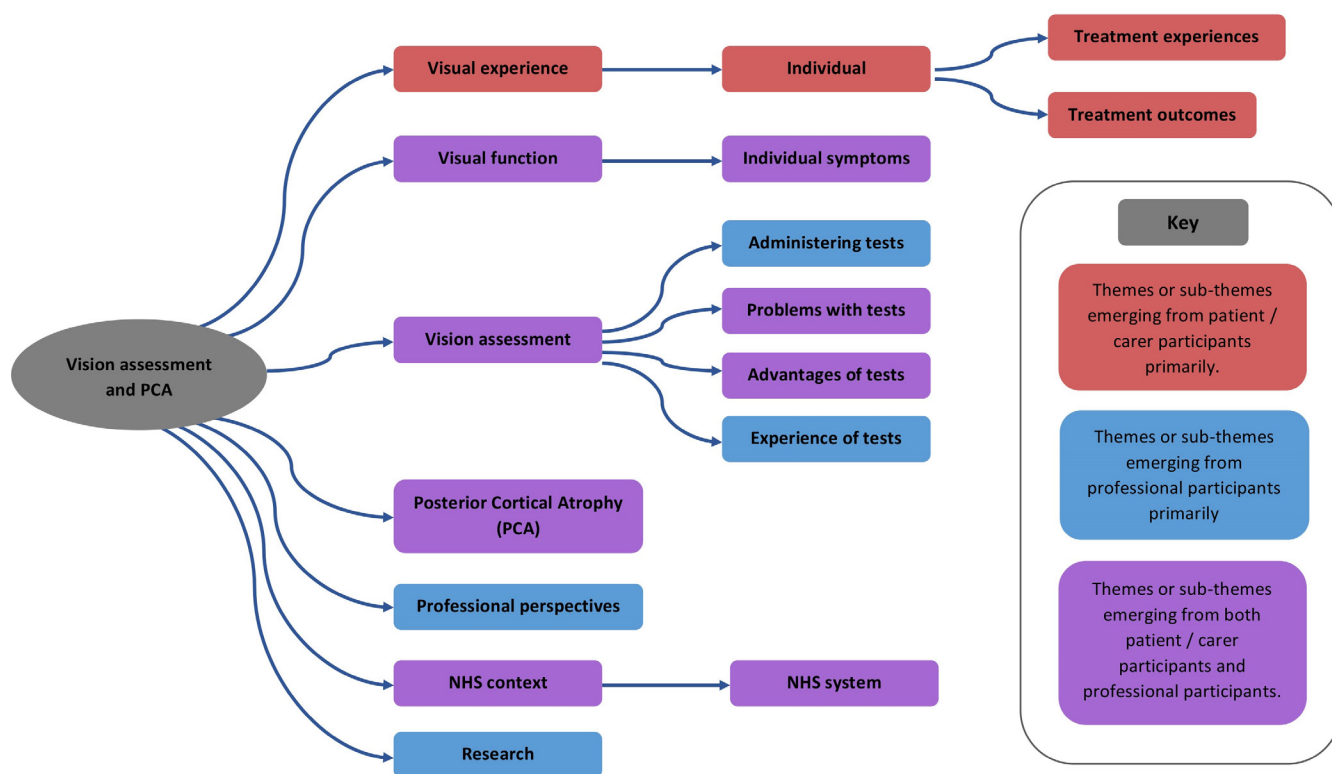 Vision assessment
and PCA
Visual experience
Individual
Treatment experiences
Treatment outcomes
Visual function
Individual symptoms
Vision assessment
Administering tests
Problems with tests
Advantages of tests
Experience of tests
Posterior Cortical Atrophy
(PCA)
Professional perspectives
NHS context
NHS system
Research
Key
Themes or sub-themes
emerging from patient /
carer participants
primarily.
Themes or sub-themes
emerging from
professional participants
primarily
Themes or sub-themes
emerging from both
patient / carer
participants and
professional participants.